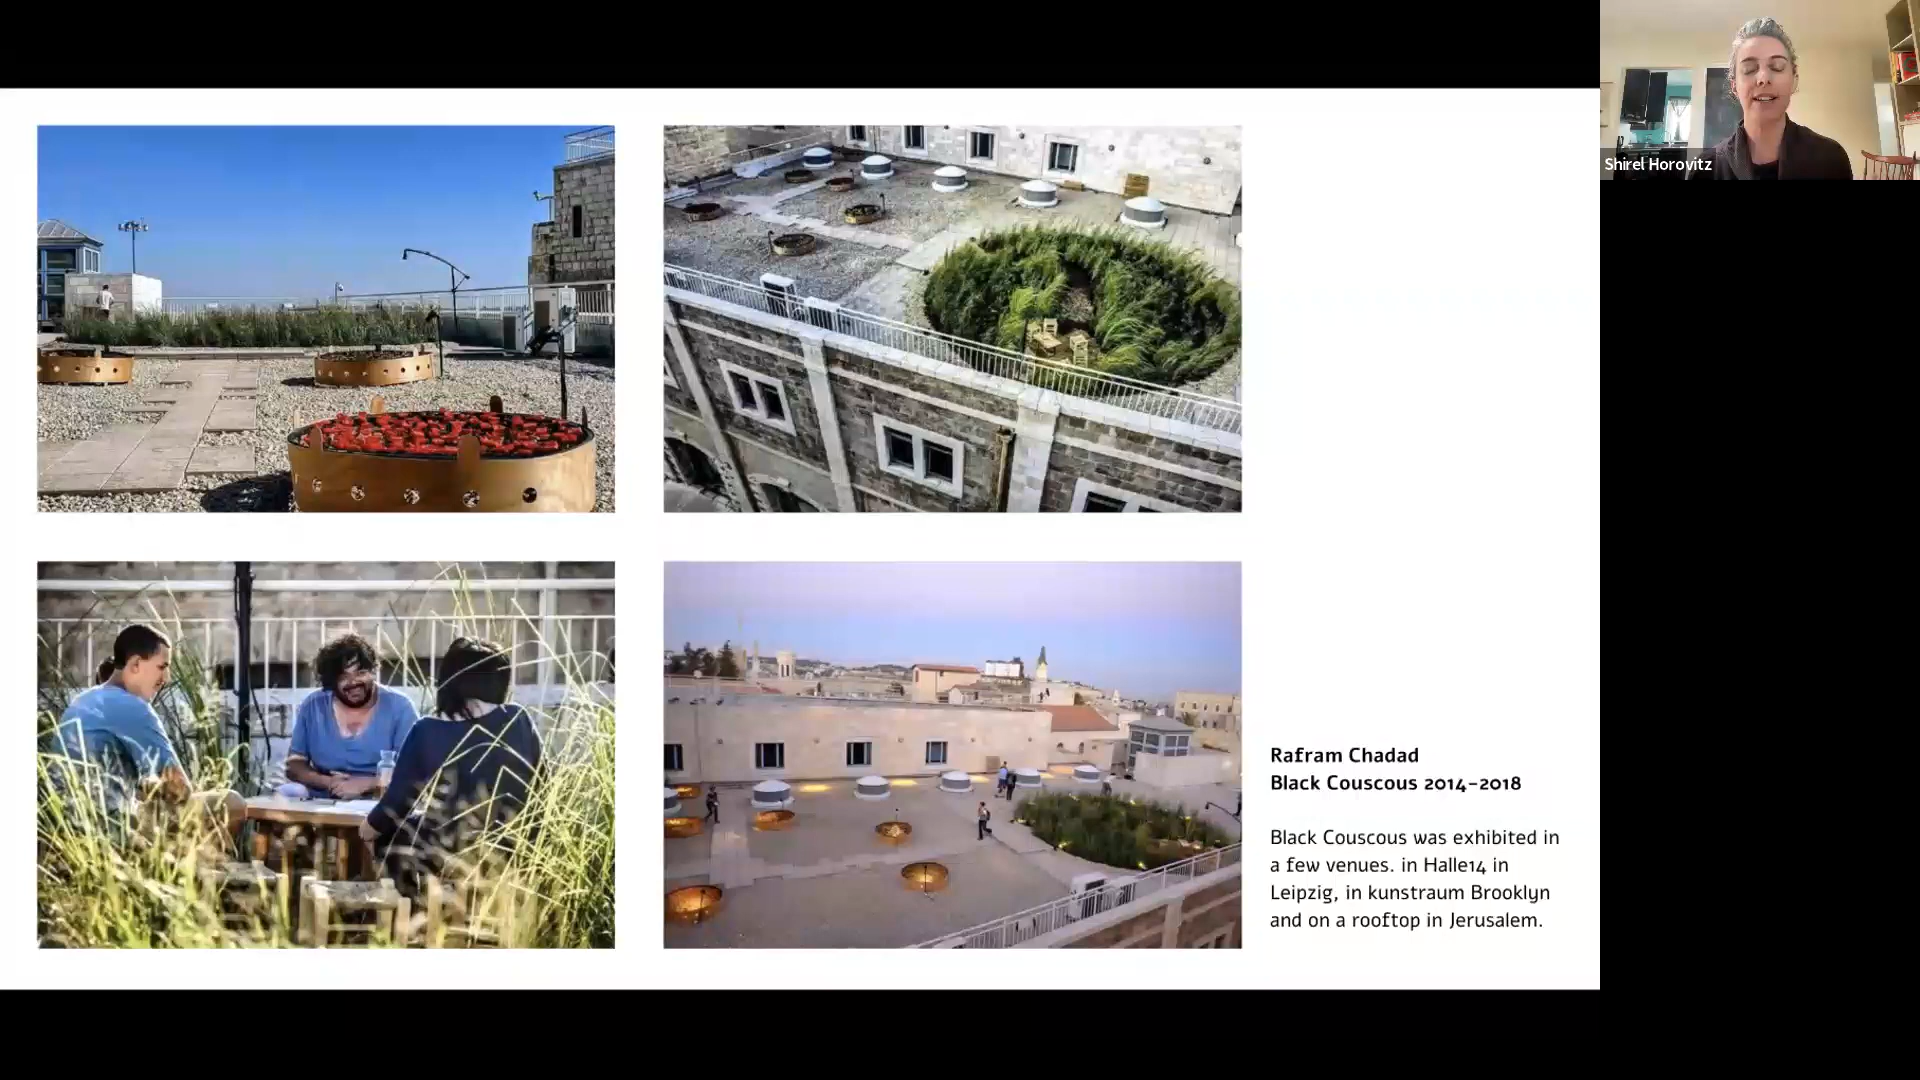 Shirel Horovitz
Rafram Chadad
Black Couscous 2014-2018
Black Couscous was exhibited in
a few venues. in Halle14 in
Leipzig, in kunstraum Brooklyn
and on a rooftop in Jerusalem.